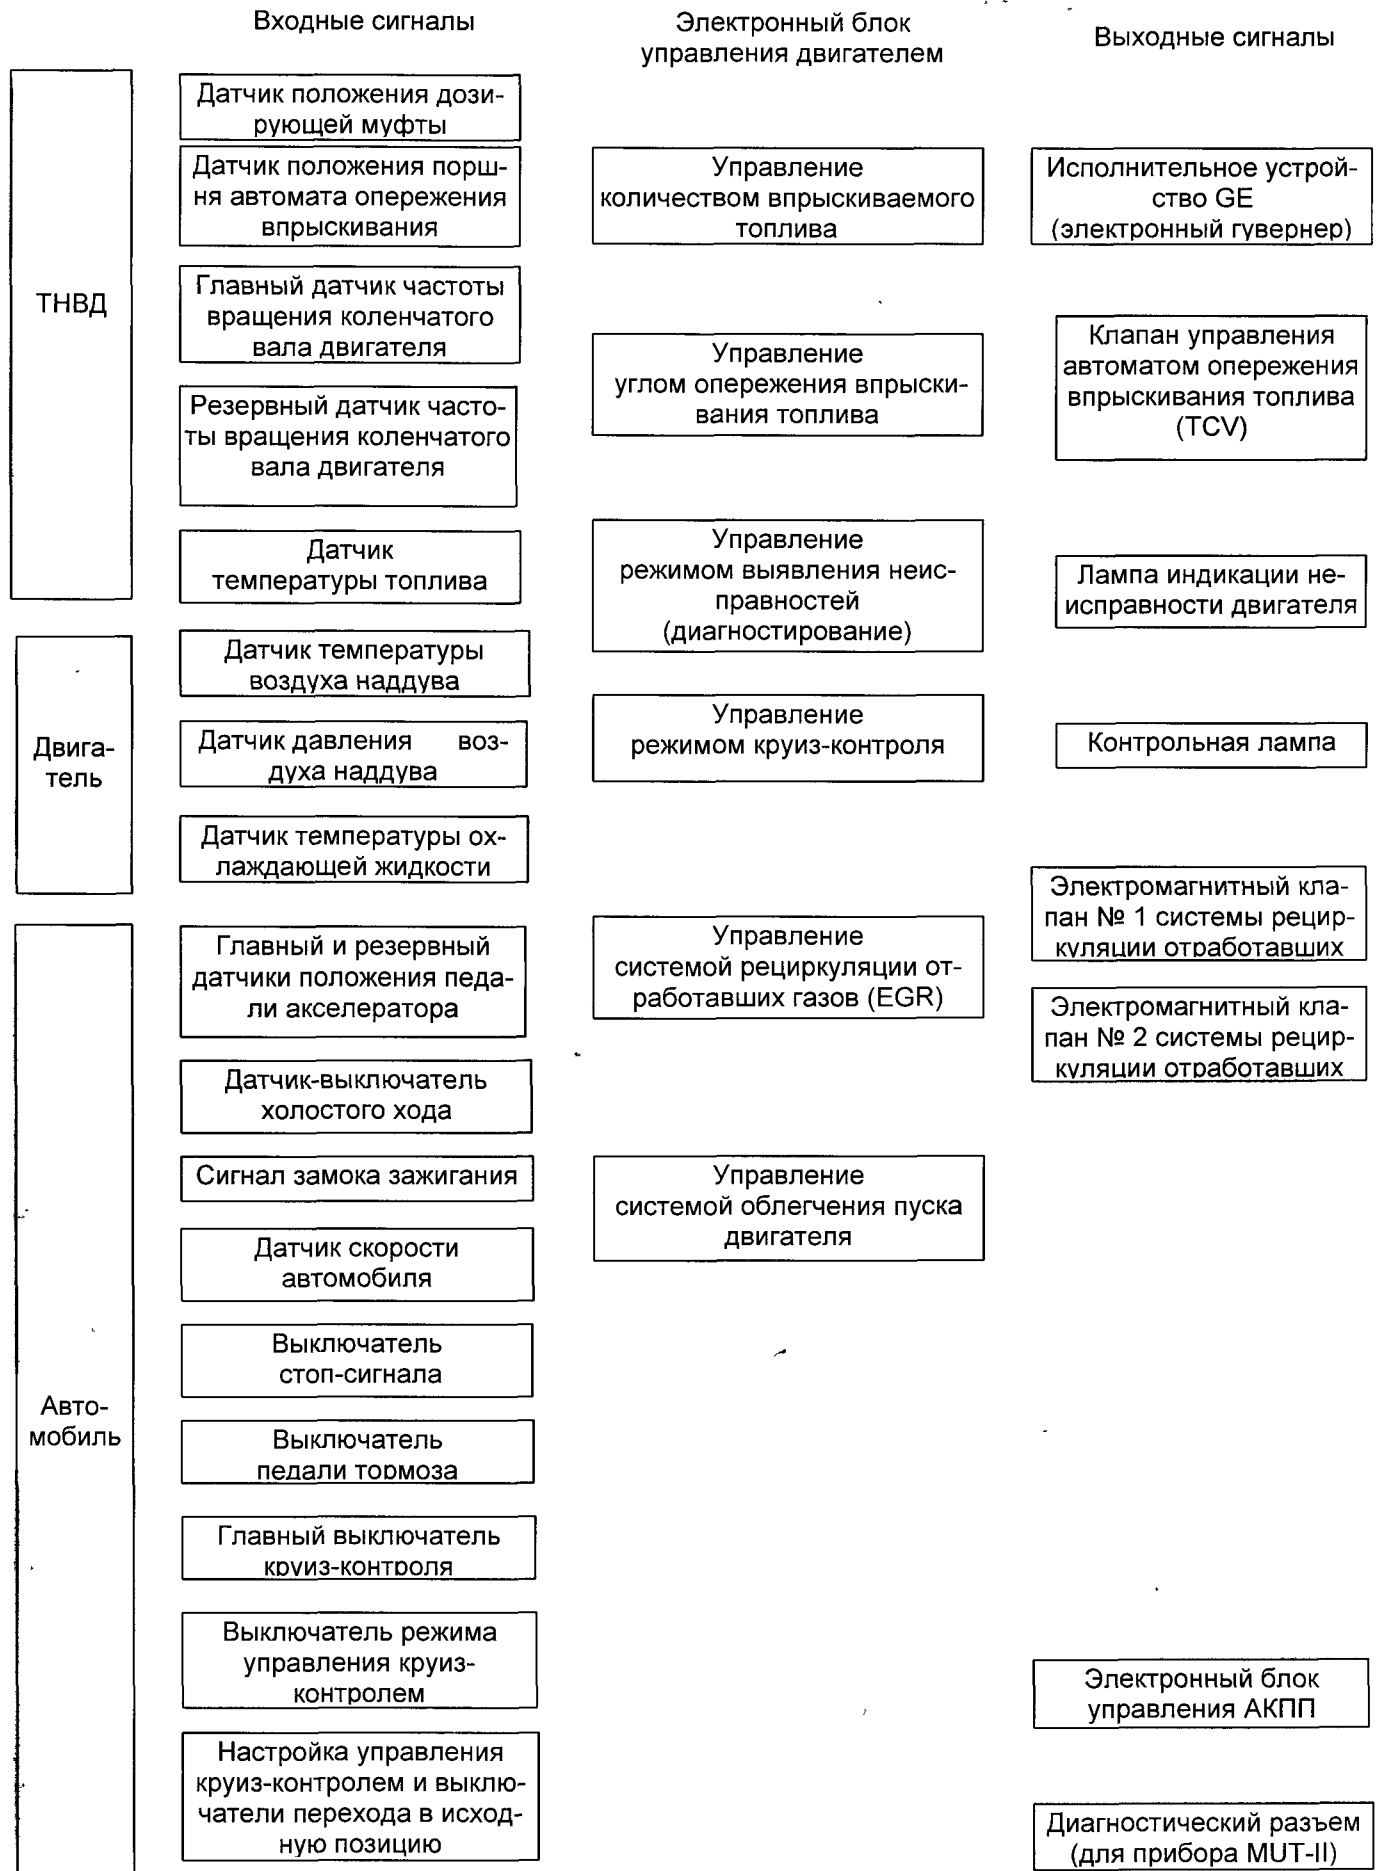 Входные сигналы
Электронный блок
управления двигателем
Выходные сигналы
ТНВД
Датчик положения дози-
рующей муфты
Датчик положения порш-
ня автомата опережения
впрыскивания
Главный датчик частоты
вращения коленчатого
вала двигателя
Резервный датчик часто-
ты вращения коленчатого
вала двигателя
Датчик
температуры топлива
Двига-
тель
Датчик температуры
воздуха наддува
Датчик давления воз-
духа наддува
Датчик температуры ох-
лаждающей жидкости
Авто-
мобиль
Главный и резервный
датчики положения педа-
ли акселератора
Датчик-выключатель
холостого хода
Сигнал замока зажигания
Датчик скорости
автомобиля
Выключатель
стоп-сигнала
Выключатель
педали тормоза
Главный выключатель
круиз-контроля
Выключатель режима
управления круиз-
контролем
Настройка управления
круиз-контролем и выклю-
чатели перехода в исход-
ную позицию
Управление
количеством впрыскиваемого
топлива
Управление
углом опережения впрыски-
вания топлива
Управление
режимом выявления неис-
правностей
(диагностирование)
Управление
режимом круиз-контроля
Управление
системой рециркуляции от-
работавших газов (EGR)
Управление
системой облегчения пуска
двигателя
Исполнительное устрой-
ство GE
(электронный гувернер)
Клапан управления
автоматом опережения
впрыскивания топлива
(TCV)
Лампа индикации не-
исправности двигателя
Контрольная лампа
Электромагнитный кла-
пан № 1 системы рецир-
куляции отработавших
Электромагнитный кла-
пан № 2 системы рецир-
куляции отработавших
Электронный блок
управления АКПП
Диагностический разъем
(для прибора MUT-II)